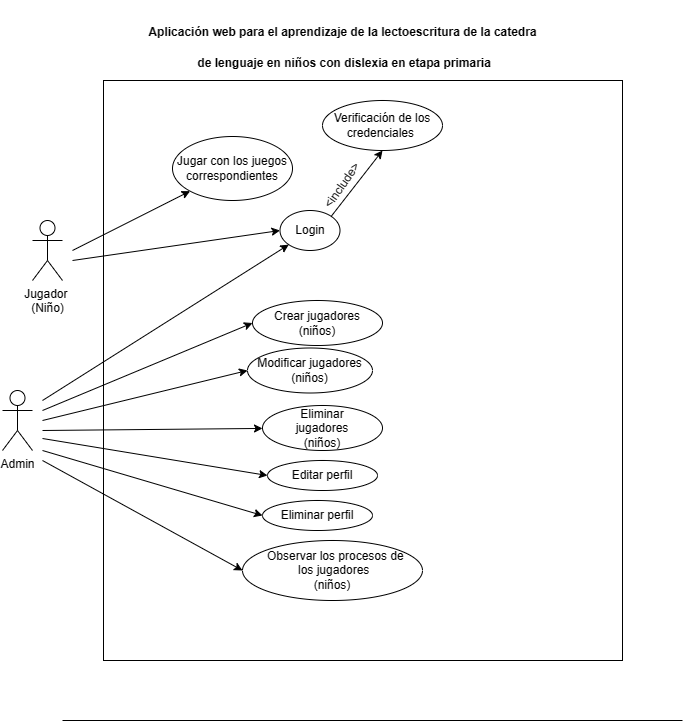 Aplicación web para el aprendizaje de la lectoescritura de la catedra
de lenguaje en niños con dislexia en etapa primaria
Verificación de los
credenciales
Jugar con los juegos
correspondientes
<include>
Login
Jugador
(Niño)
Crear jugadores
(niños)
Modificar jugadores
(niños)
Admin
Eliminar
jugadores
(niños)
Editar perfil
Eliminar perfil
Observar los procesos de
los jugadores
(niños)